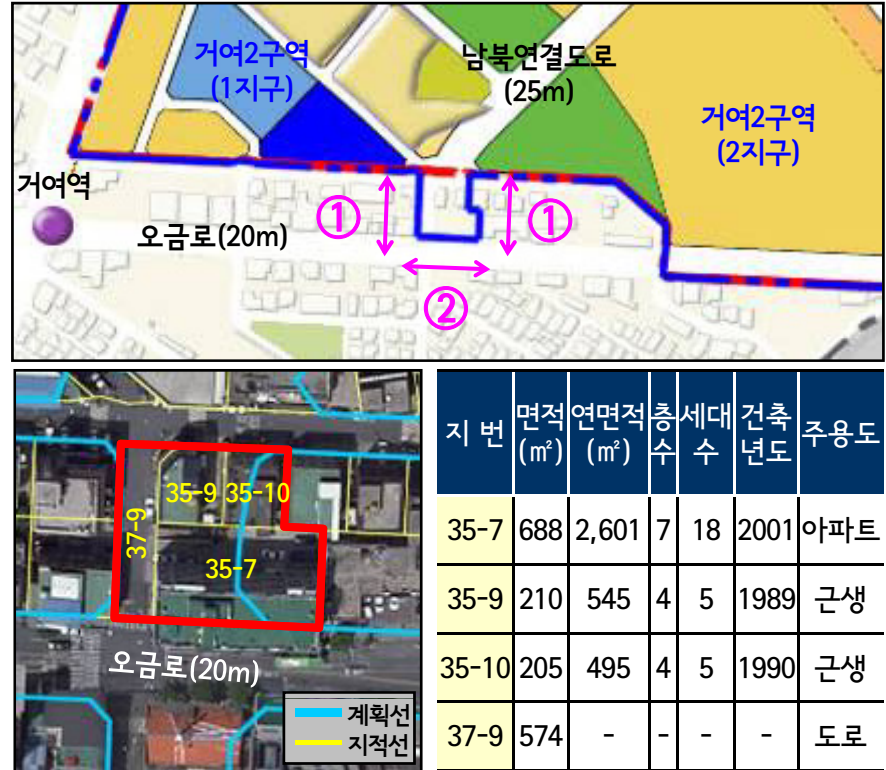 거여2구역
(1지구)
남북연결도로
(25m)
거여2구역
(2지구)
거여역
오금로(20m)
①
①
②
35-9
35-10
37-9
35-7
오금로(20m)
계획선
지적선
지 번 면적(㎡) 연면적(㎡) 층수 세대수 건축년도 주용도
35-7 688 2,601 7 18 2001 아파트
35-9 210 545 4 5 1989 근생
35-10 205 495 4 5 1990 근생
37-9 574 - - - - 도로